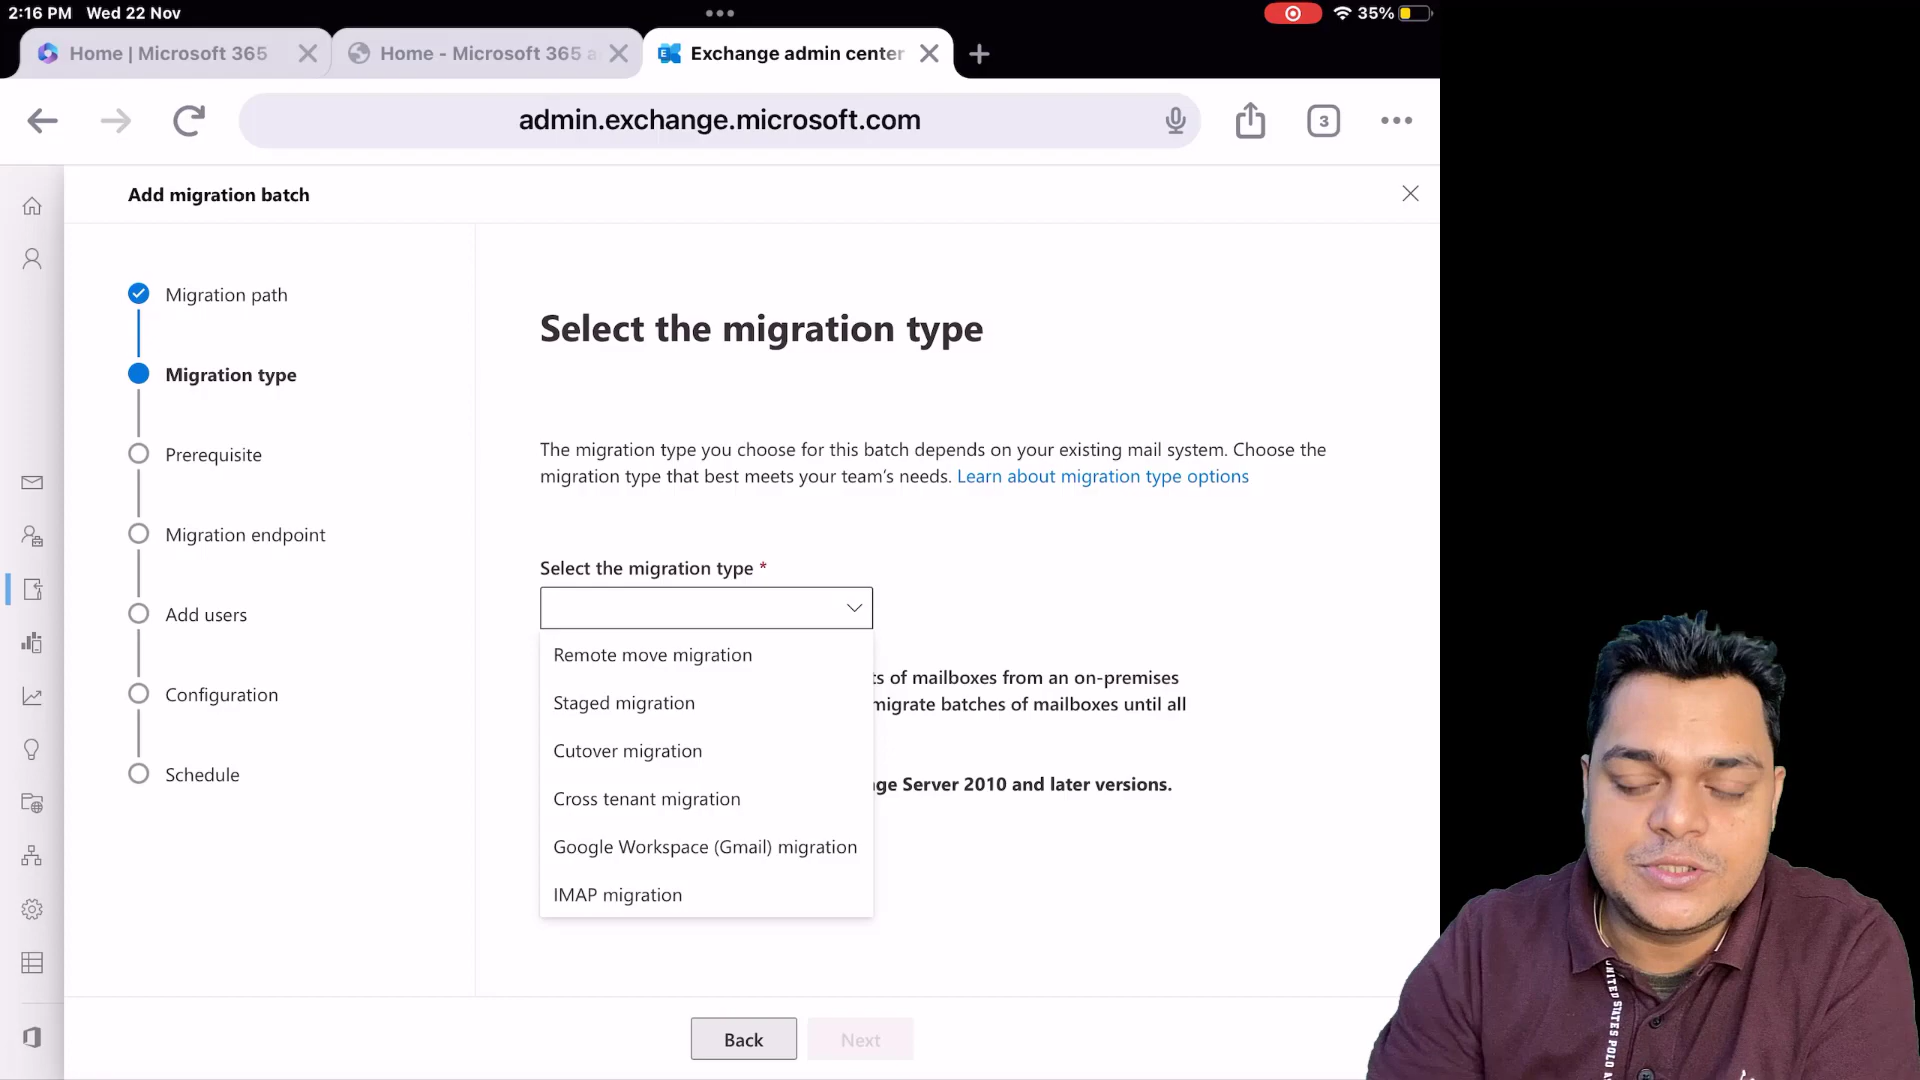 2:16 PM Wed 22 Nov
35%
Home | Microsoft 365
Home - Microsoft 365 a
Exchange admin center
admin.exchange.microsoft.com
3
Add migration batch
Migration path
Migration type
Prerequisite
Migration endpoint
Add users
Configuration
Schedule
Select the migration type
The migration type you choose for this batch depends on your existing mail system. Choose the
migration type that best meets your team's needs. Learn about migration type options
Select the migration type *
Remote move migration
Staged migration
Cutover migration
Cross tenant migration
Google Workspace (Gmail) migration
IMAP migration
ts of mailboxes from an on-premises
migrate batches of mailboxes until all
ge Server 2010 and later versions.
Back
Next
UNITED STATES POLO AS